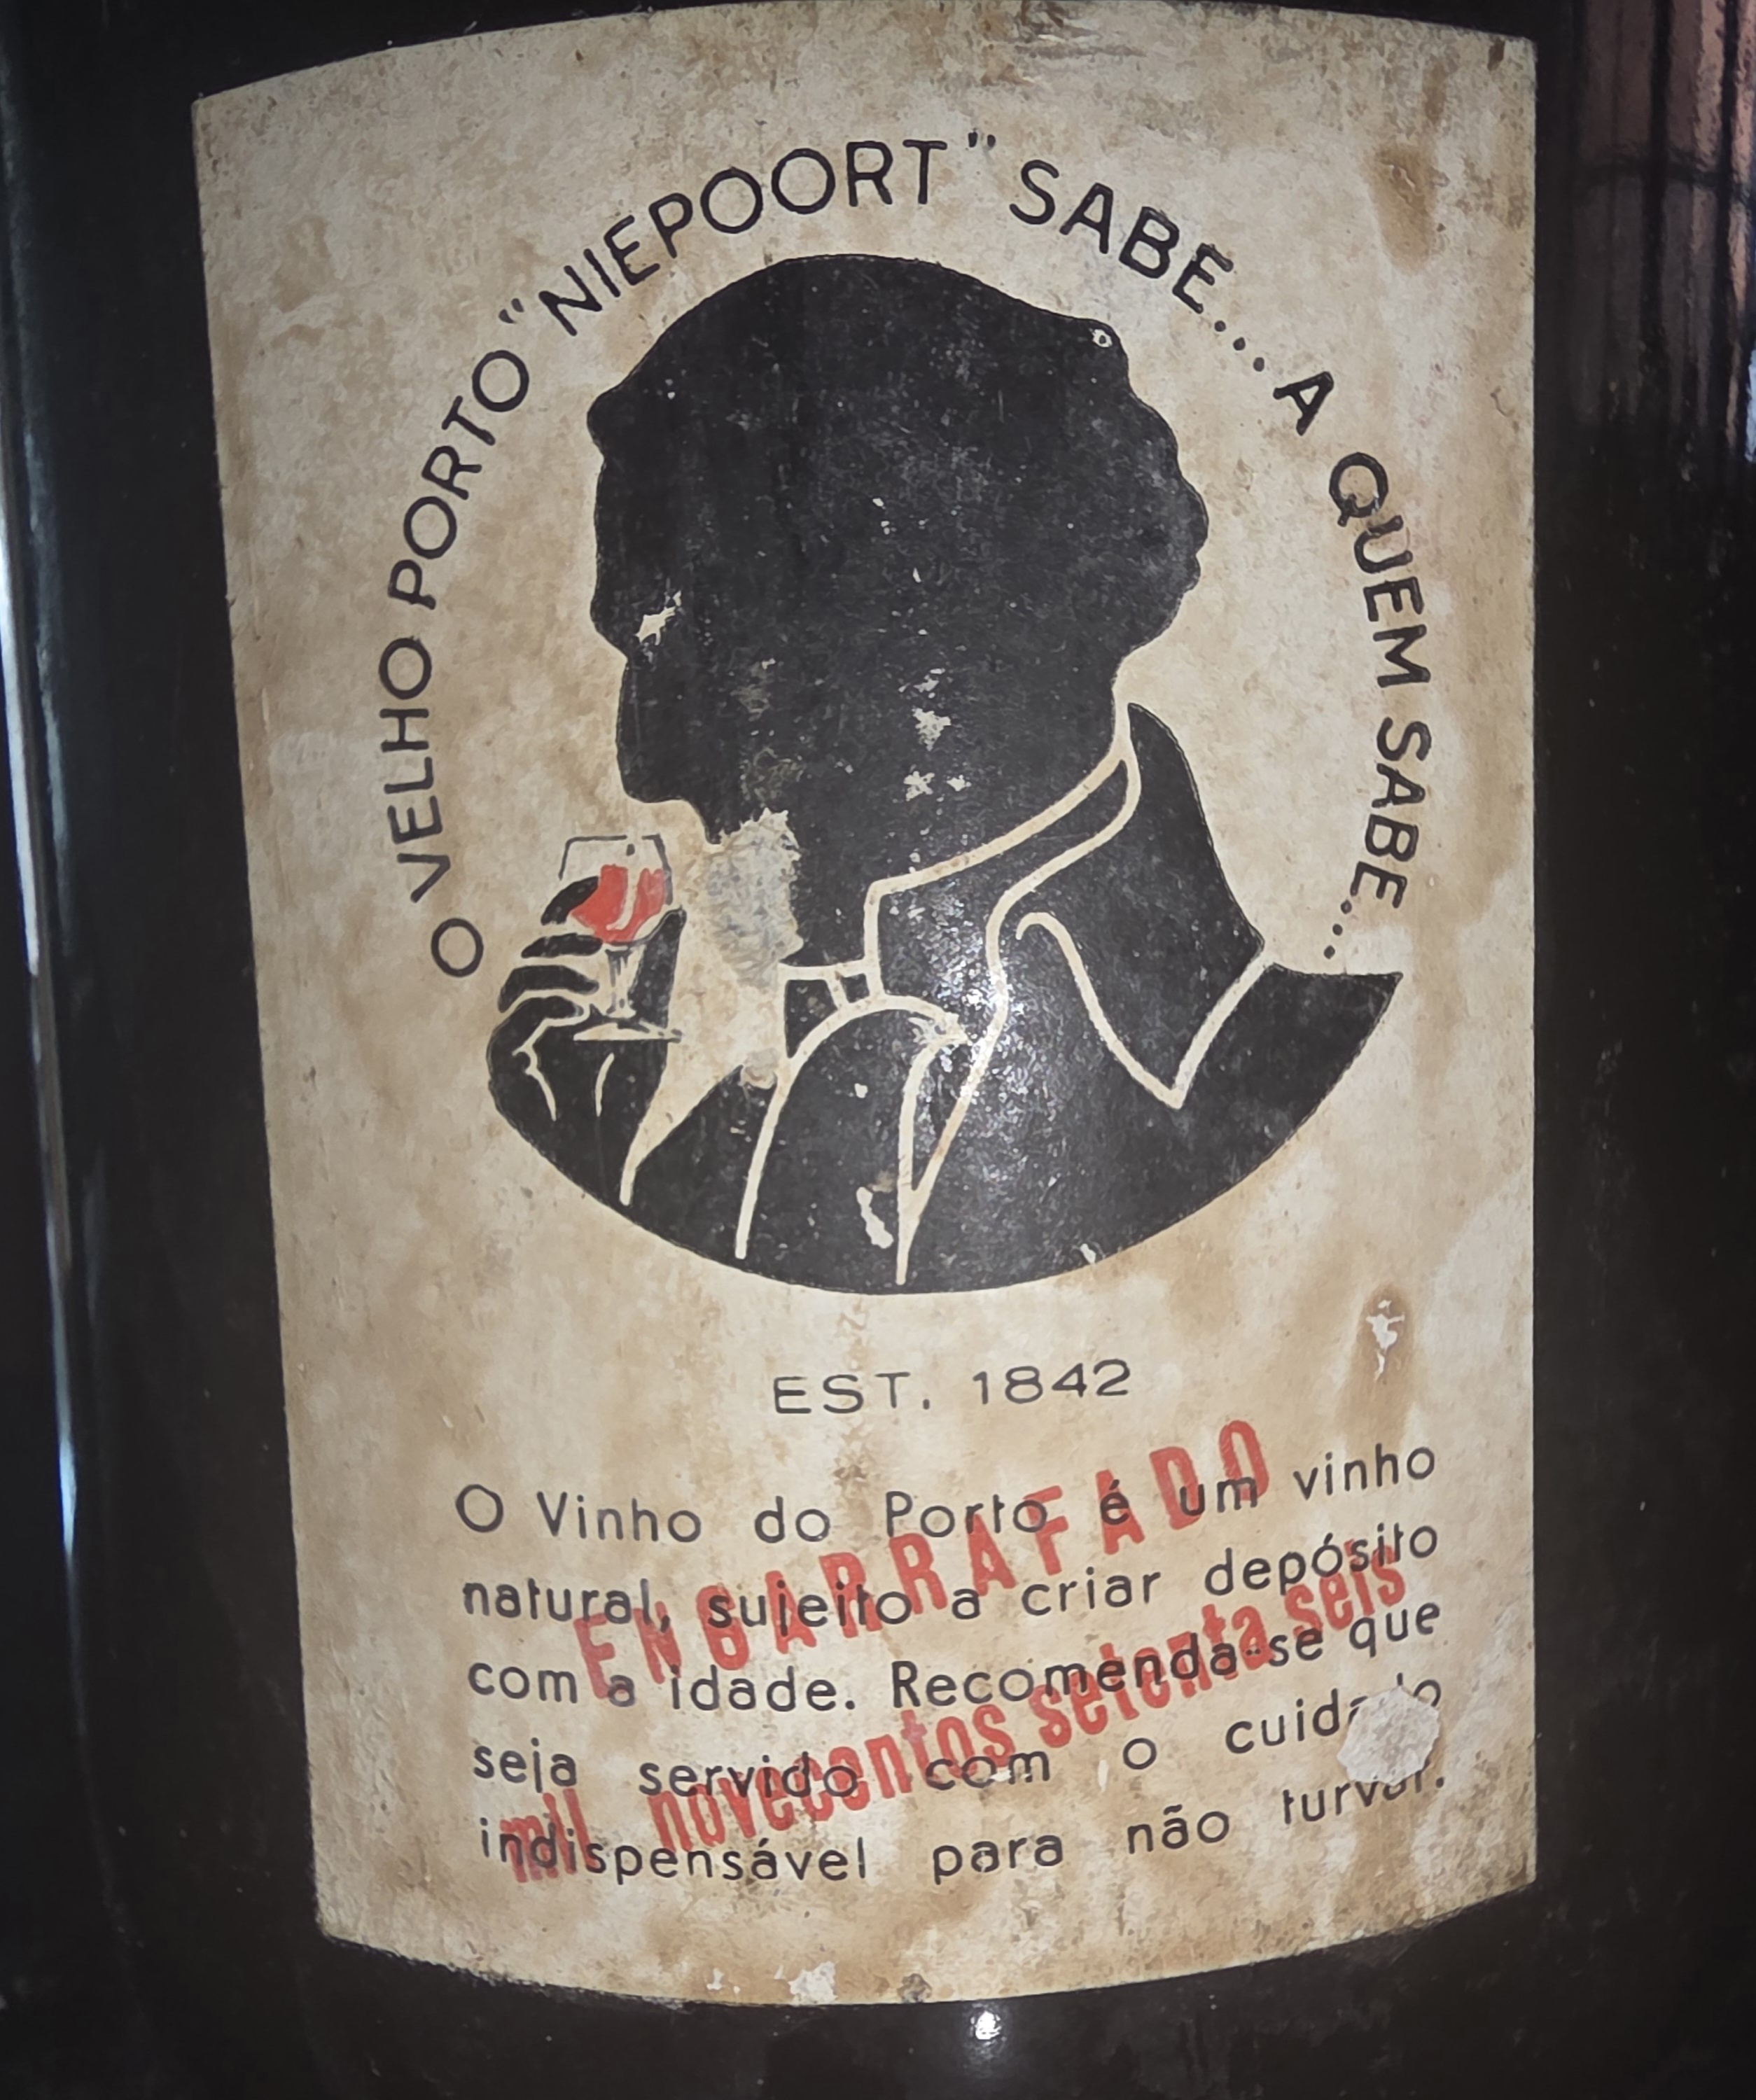 O VELHO PORTO "NIEPOORT" SABE... A QUEM SABE...
EST. 1842
O Vinho do Porto é um vinho
natural, sujeito a criar depósito
com a idade. Recomenda-se que
seja servido com o cuidado
indispensável para não turvar.
ENGARRAFADO
mil novecentos setenta seis